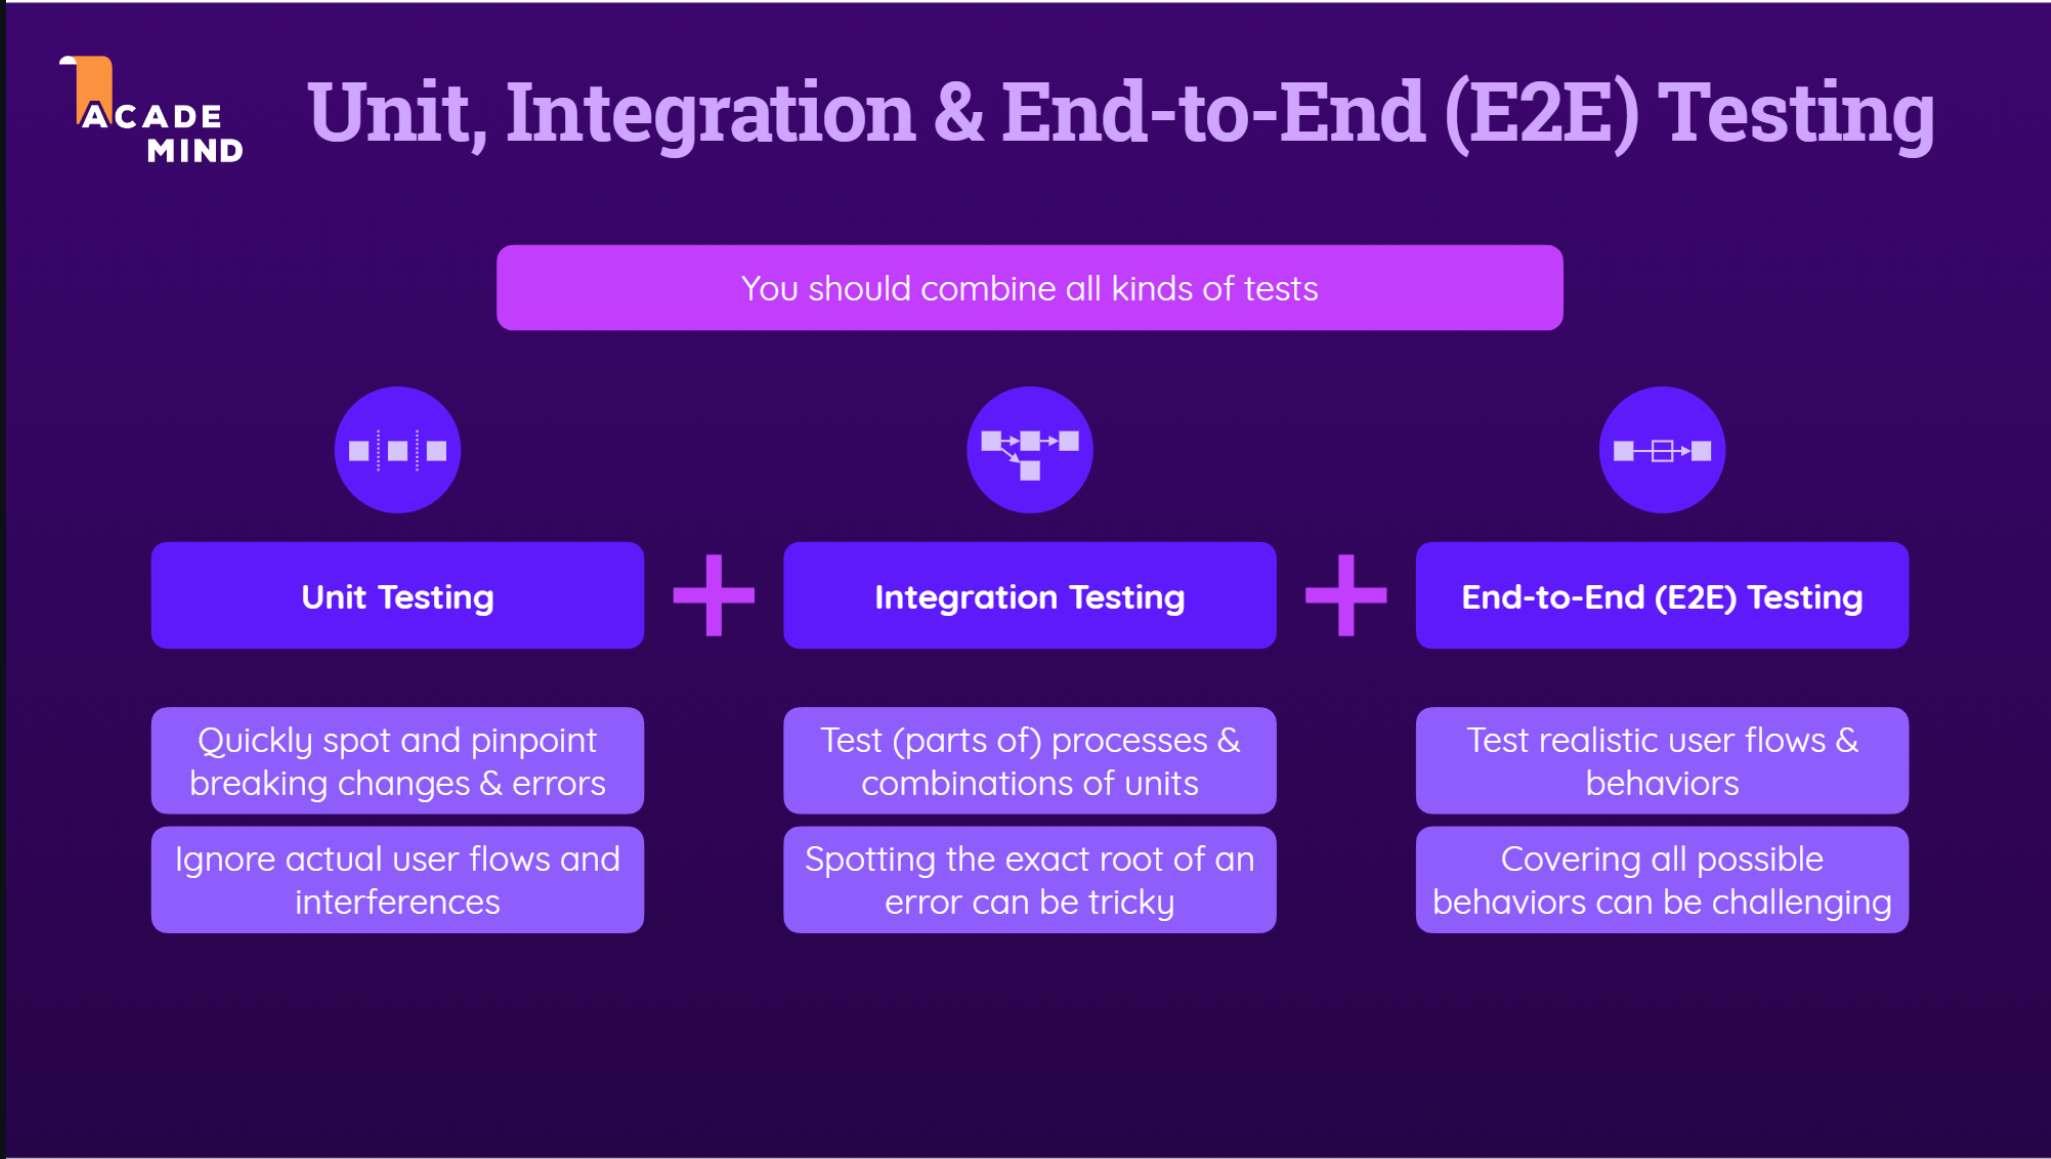 ACADE
MIND
Unit, Integration & End-to-End (E2E) Testing
You should combine all kinds of tests
Unit Testing
Integration Testing
End-to-End (E2E) Testing
Quickly spot and pinpoint
breaking changes & errors
Test (parts of) processes &
combinations of units
Test realistic user flows &
behaviors
Ignore actual user flows and
interferences
Spotting the exact root of an
error can be tricky
Covering all possible
behaviors can be challenging